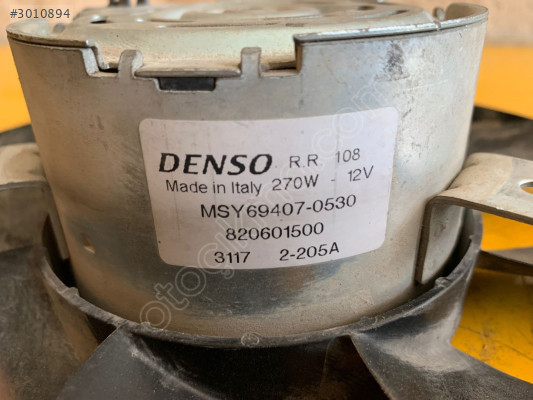 #3010894
DENSO R.R. 108
Made in Italy 270W - 12V
MSY69407-0530
820601500
3117 2-205A